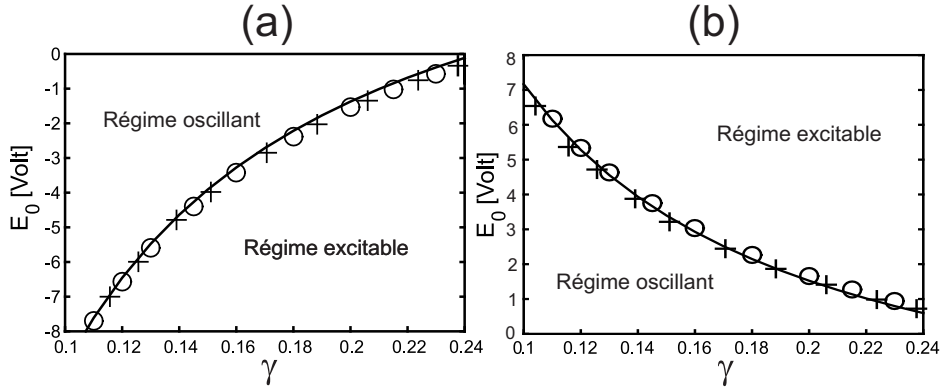 (a)
(b)
0
-1
-2
-3
-4
-5
-6
-7
-8
E_0 [Volt]
Régime oscillant
Régime excitable
0.1 0.12 0.14 0.16 0.18 0.2 0.22 0.24
γ
8
7
6
5
4
3
2
1
0
E_0 [Volt]
Régime excitable
Régime oscillant
0.1 0.12 0.14 0.16 0.18 0.2 0.22 0.24
γ